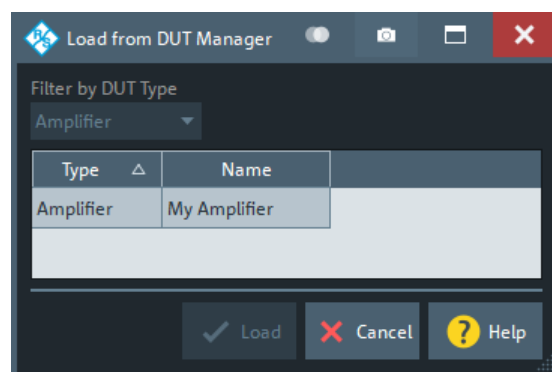 Load from DUT Manager
Filter by DUT Type
Amplifier
Type Name
Amplifier My Amplifier
Load Cancel ? Help